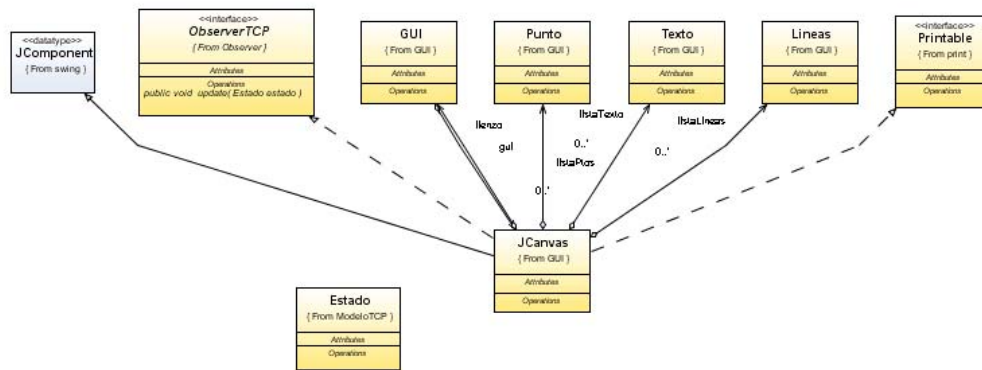 <<datatype>>
JComponent
{ From swing }
<<interface>>
ObserverTCP
{ From Observer }
Attributes
Operations
public void update( Estado estado )
GUI
{ From GUI }
Attributes
Operations
Punto
{ From GUI }
Attributes
Operations
Texto
{ From GUI }
Attributes
Operations
Lineas
{ From GUI }
Attributes
Operations
<<interface>>
Printable
{ From print }
Attributes
Operations
lienzo
gui
listaTexto
0..*
listaPtos
0..*
listaLineas
0..*
JCanvas
{ From GUI }
Attributes
Operations
Estado
{ From ModeloTCP }
Attributes
Operations